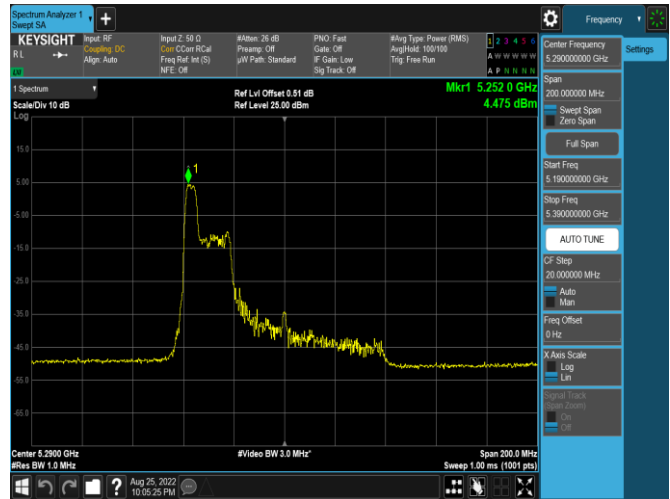 Spectrum Analyzer 1
Swept SA
+
Frequency
KEYSIGHT
RL
Input: RF
Coupling: DC
Align: Auto
Input Z: 50 Ω
Corr CCorr RCal
Freq Ref: Int (S)
NFE: Off
#Atten: 26 dB
Preamp: Off
µW Path: Standard
PNO: Fast
Gate: Off
IF Gain: Low
Sig Track: Off
#Avg Type: Power (RMS)
Avg|Hold: 100/100
Trig: Free Run
1 2 3 4 5 6
A W W W W W
A P N N N N
1 Spectrum
Scale/Div 10 dB
Log
Ref Lvl Offset 0.51 dB
Ref Level 25.00 dBm
Mkr1 5.252 0 GHz
4.475 dBm
15.0
5.00
-5.00
-15.0
-25.0
-35.0
-45.0
-55.0
-65.0
1
Center 5.2900 GHz
#Res BW 1.0 MHz
#Video BW 3.0 MHz*
Span 200.0 MHz
Sweep 1.00 ms (1001 pts)
Center Frequency
5.290000000 GHz
Settings
Span
200.000000 MHz
Swept Span
Zero Span
Full Span
Start Freq
5.190000000 GHz
Stop Freq
5.390000000 GHz
AUTO TUNE
CF Step
20.000000 MHz
Auto
Man
Freq Offset
0 Hz
X Axis Scale
Log
Lin
Signal Track
(Span Zoom)
On
Off
?
Aug 25, 2022
10:05:25 PM